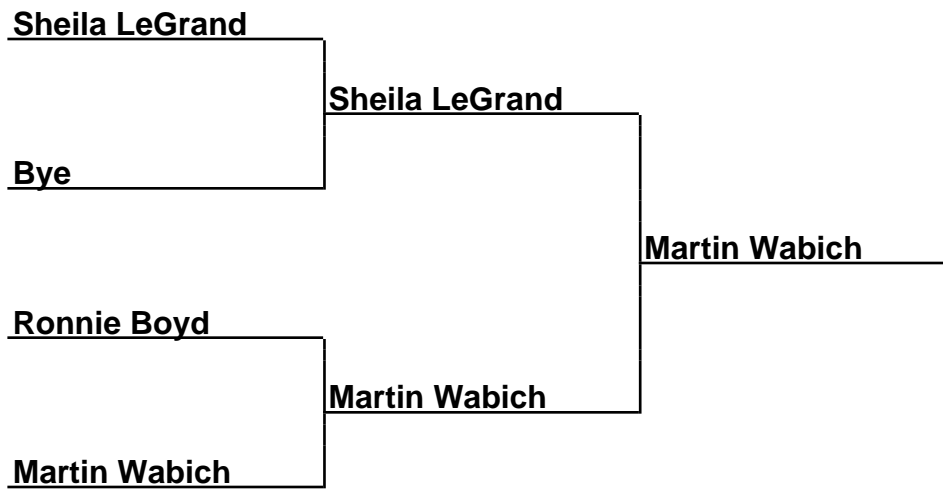 Sheila LeGrand
Sheila LeGrand
Bye
Martin Wabich
Ronnie Boyd
Martin Wabich
Martin Wabich